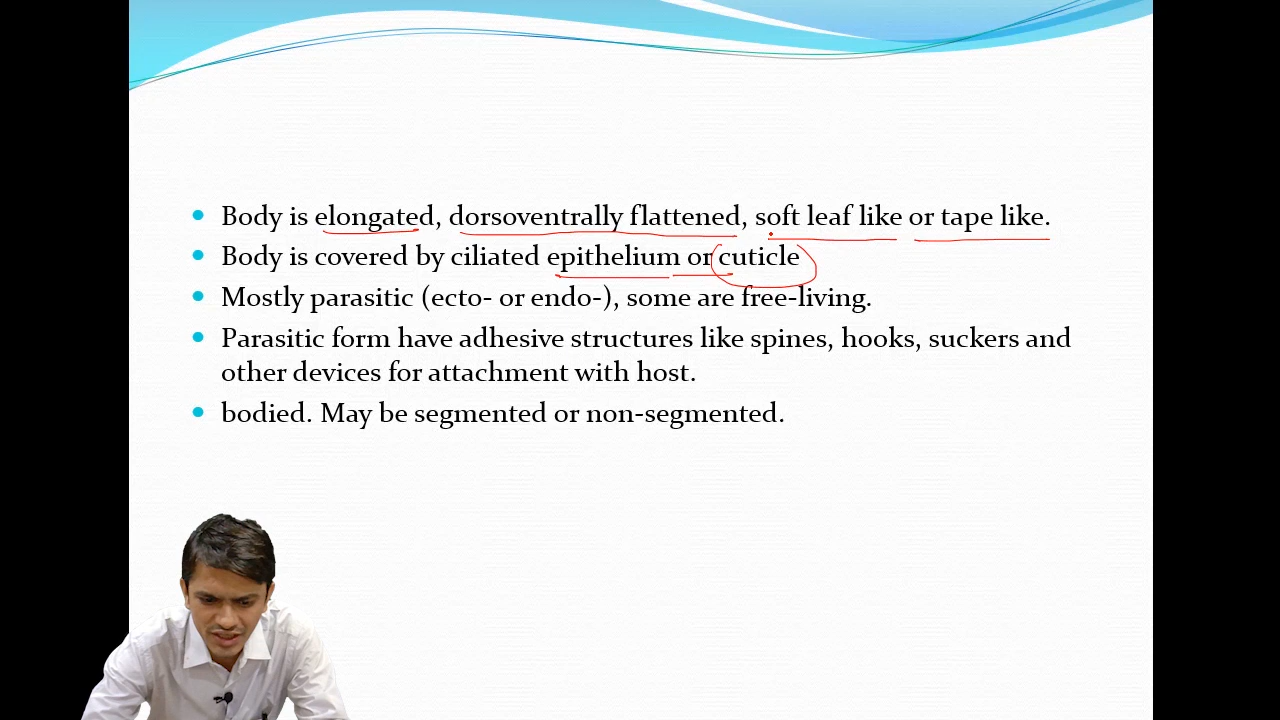 Body is elongated, dorsoventrally flattened, soft leaf like or tape like.
Body is covered by ciliated epithelium or cuticle
Mostly parasitic (ecto- or endo-), some are free-living.
Parasitic form have adhesive structures like spines, hooks, suckers and
other devices for attachment with host.
bodied. May be segmented or non-segmented.